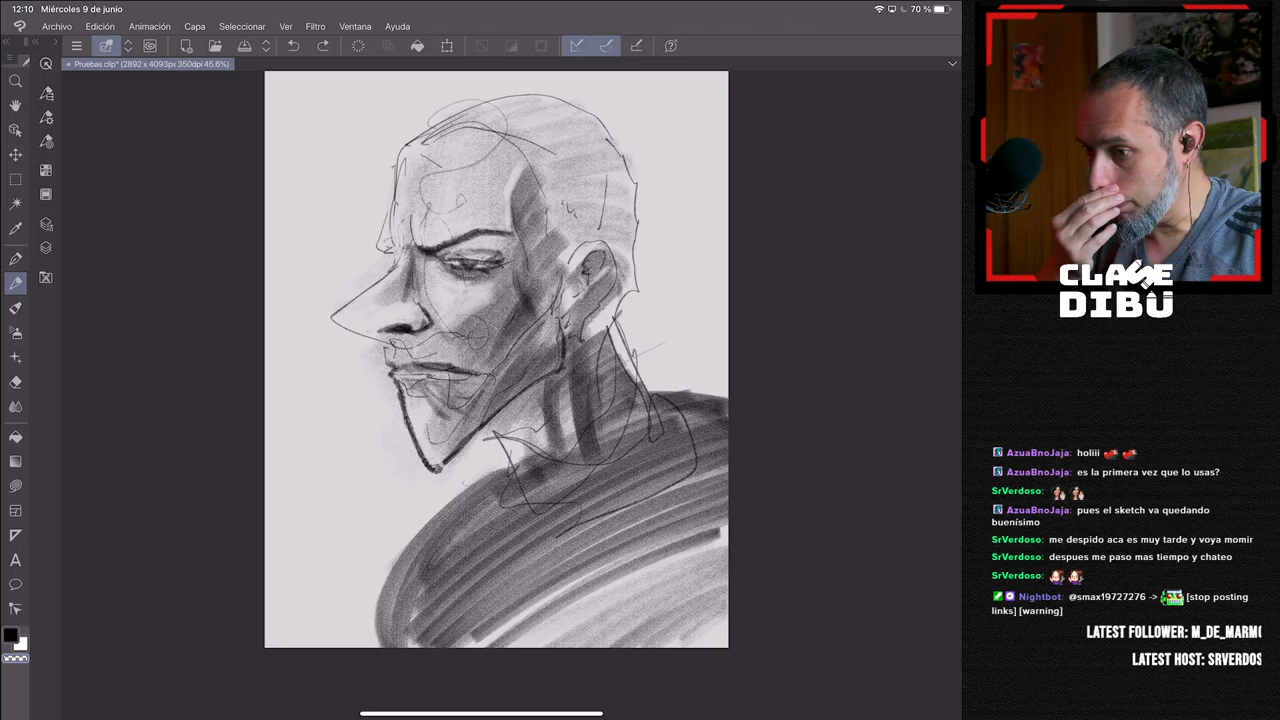 12:10 Miércoles 9 de junio
70 %
Archivo Edición Animación Capa Seleccionar Ver Filtro Ventana Ayuda
Pruebas clip* (2892 x 4093px 350dpi 45.6%)
CLASE
DIBU
AzuaBnoJaja: holiii
AzuaBnoJaja: es la primera vez que lo usas?
SrVerdoso:
AzuaBnoJaja: pues el sketch va quedando
buenísimo
SrVerdoso: me despido aca es muy tarde y voya momir
SrVerdoso: despues me paso mas tiempo y chateo
SrVerdoso:
Nightbot: @smax19727276 -> [stop posting
links] [warning]
LATEST FOLLOWER: M_DE_MARMO
LATEST HOST: SRVERDOS